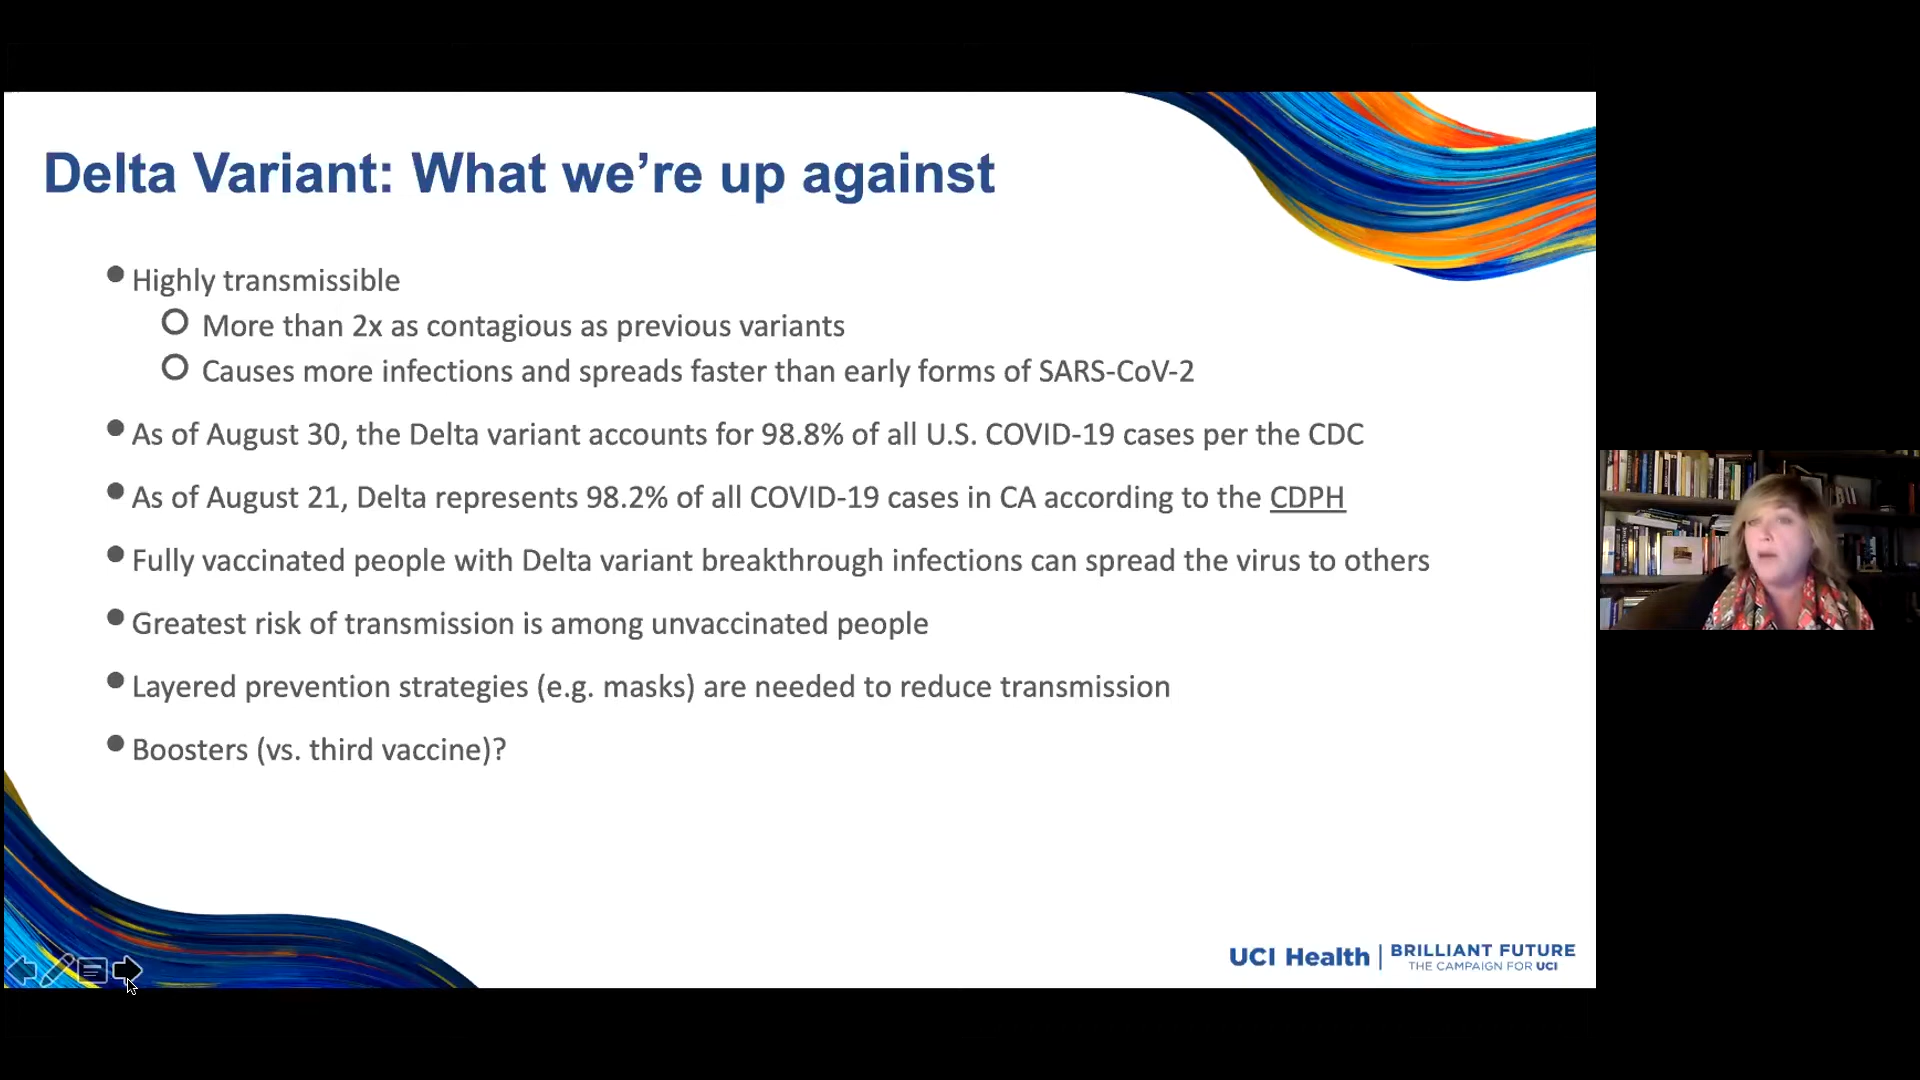 Delta Variant: What we’re up against
Highly transmissible
More than 2x as contagious as previous variants
Causes more infections and spreads faster than early forms of SARS-CoV-2
As of August 30, the Delta variant accounts for 98.8% of all U.S. COVID-19 cases per the CDC
As of August 21, Delta represents 98.2% of all COVID-19 cases in CA according to the CDPH
Fully vaccinated people with Delta variant breakthrough infections can spread the virus to others
Greatest risk of transmission is among unvaccinated people
Layered prevention strategies (e.g. masks) are needed to reduce transmission
Boosters (vs. third vaccine)?
UCI Health
BRILLIANT FUTURE
THE CAMPAIGN FOR UCI